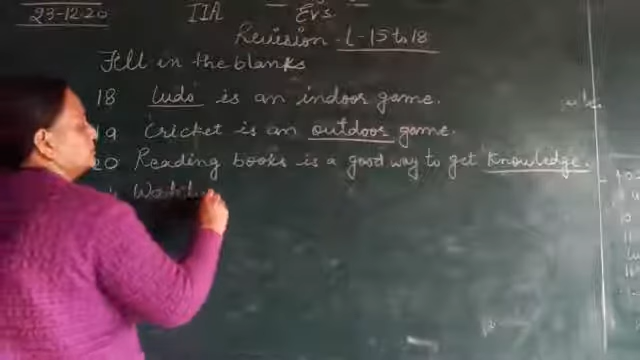 23-12-20 IIA EVS
Revision - L-15 to 18
Fill in the blanks
18 Ludo is an indoor game.
19 Cricket is an outdoor game.
20 Reading books is a good way to get knowledge.
Watch